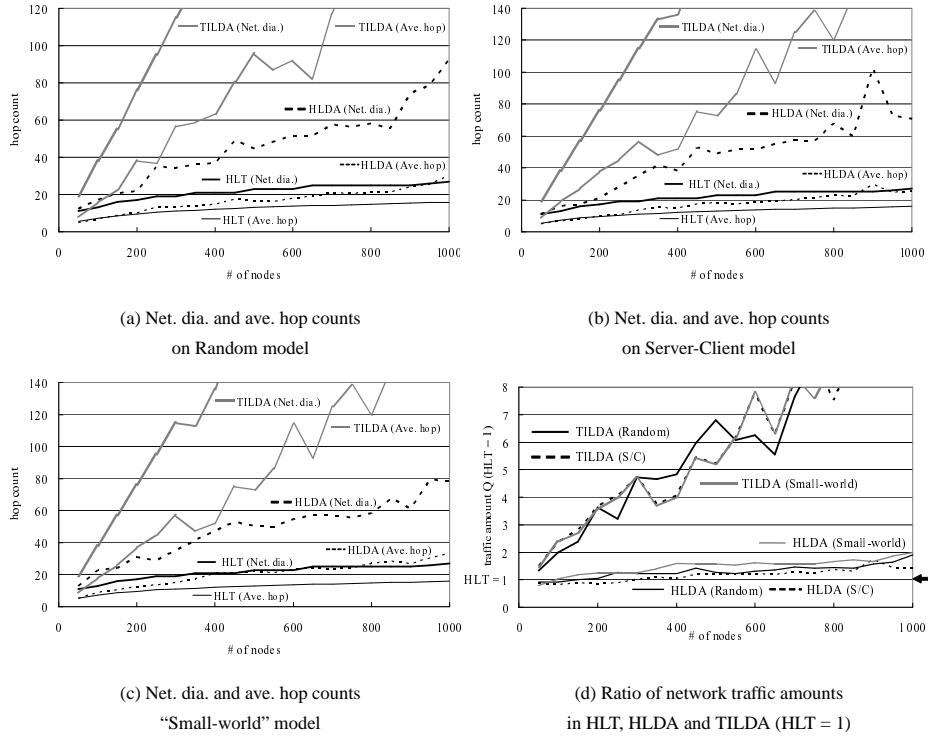 120
100
80
60
40
20
0
hop count
TILDA (Net. dia.)
TILDA (Ave. hop)
HLDA (Net. dia.)
HLDA (Ave. hop)
HLT (Net. dia.)
HLT (Ave. hop)
0 200 400 600 800 1000
# of nodes
(a) Net. dia. and ave. hop counts
on Random model
140
120
100
80
60
40
20
0
hop count
TILDA (Net. dia.)
TILDA (Ave. hop)
HLDA (Net. dia.)
HLDA (Ave. hop)
HLT (Net. dia.)
HLT (Ave. hop)
0 200 400 600 800 1000
# of nodes
(b) Net. dia. and ave. hop counts
on Server-Client model
140
120
100
80
60
40
20
0
hop count
TILDA (Net. dia.)
TILDA (Ave. hop)
HLDA (Net. dia.)
HLDA (Ave. hop)
HLT (Net. dia.)
HLT (Ave. hop)
0 200 400 600 800 1000
# of nodes
(c) Net. dia. and ave. hop counts
“Small-world” model
8
7
6
5
4
3
2
HLT = 1
0
traffic amount Q (HLT = 1)
TILDA (Random)
TILDA (S/C)
TILDA (Small-world)
HLDA (Small-world)
HLDA (Random)
HLDA (S/C)
0 200 400 600 800 1000
# of nodes
(d) Ratio of network traffic amounts
in HLT, HLDA and TILDA (HLT = 1)